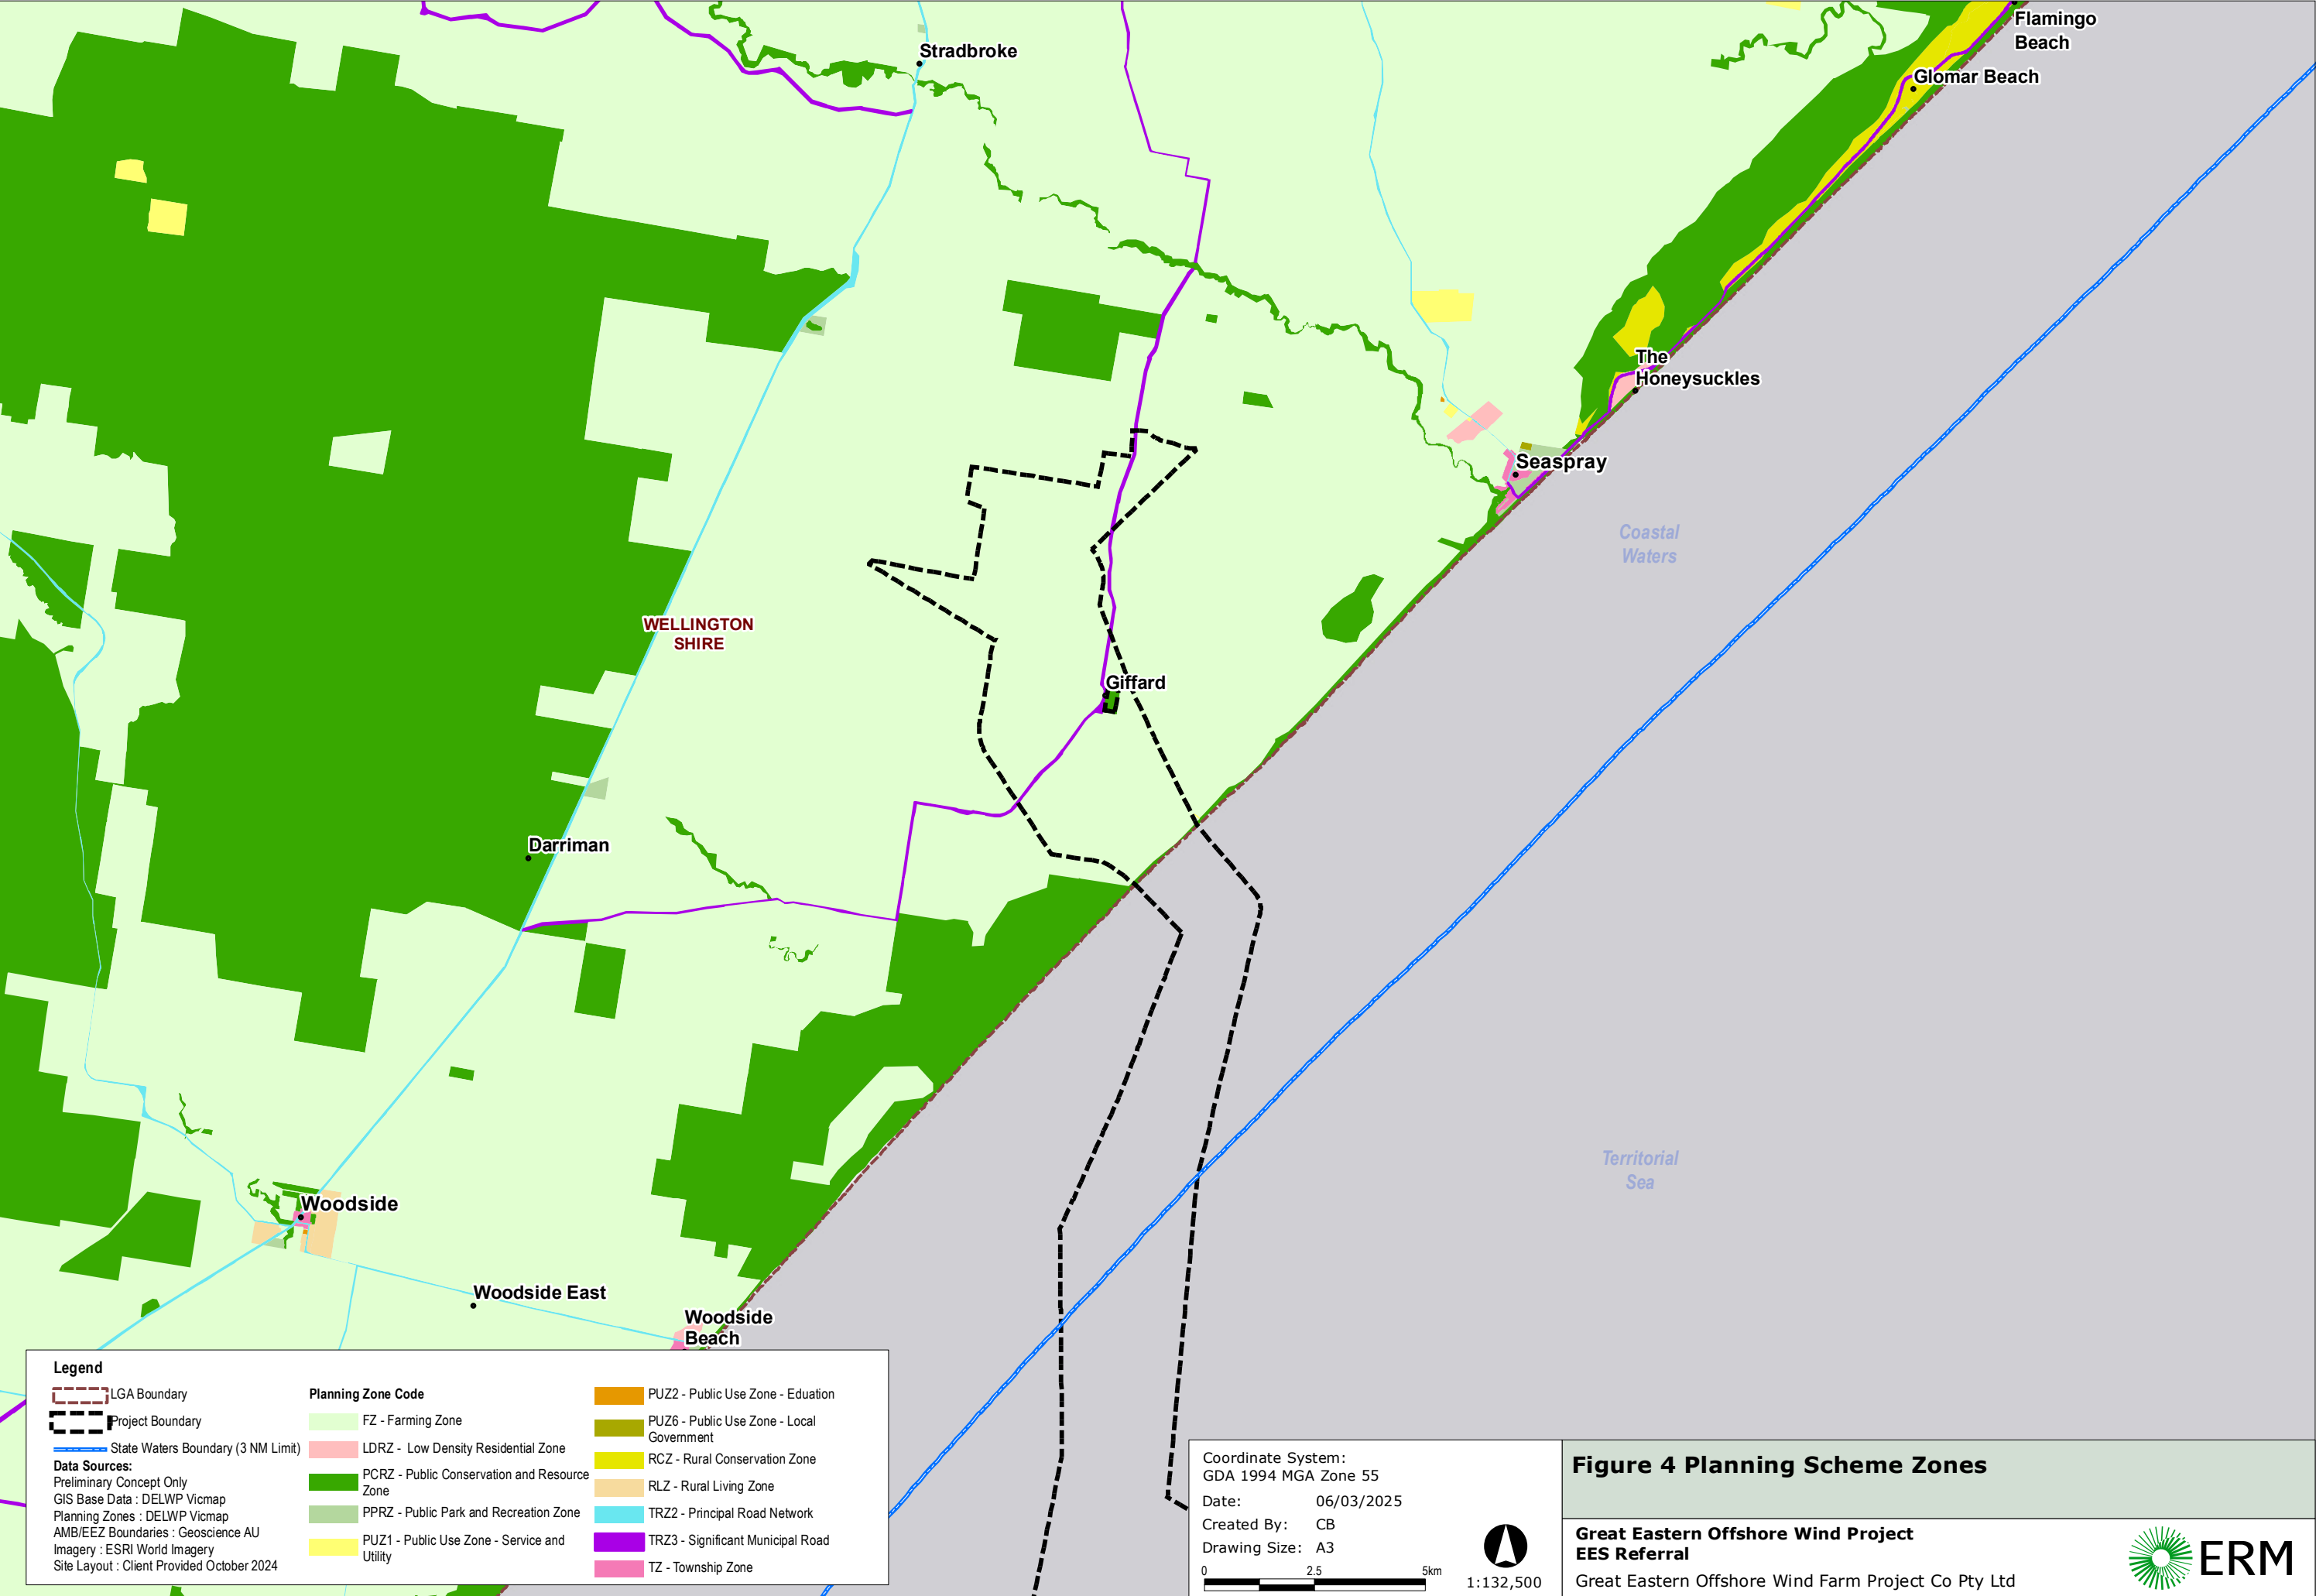 Flamingo
Beach
Stradbroke
Glomar Beach
The
Honeysuckles
Seaspray
Coastal
Waters
WELLINGTON
SHIRE
Giffard
Darriman
Territorial
Sea
Woodside
Woodside East
Woodside
Beach
Legend
LGA Boundary
Project Boundary
State Waters Boundary (3 NM Limit)
Data Sources:
Preliminary Concept Only
GIS Base Data : DELWP Vicmap
Planning Zones : DELWP Vicmap
AMB/EEZ Boundaries : Geoscience AU
Imagery : ESRI World Imagery
Site Layout : Client Provided October 2024
Planning Zone Code
FZ - Farming Zone
LDRZ - Low Density Residential Zone
PCRZ - Public Conservation and Resource
Zone
PPRZ - Public Park and Recreation Zone
PUZ1 - Public Use Zone - Service and
Utility
PUZ2 - Public Use Zone - Eduation
PUZ6 - Public Use Zone - Local
Government
RCZ - Rural Conservation Zone
RLZ - Rural Living Zone
TRZ2 - Principal Road Network
TRZ3 - Significant Municipal Road
TZ - Township Zone
Coordinate System:
GDA 1994 MGA Zone 55
Date: 06/03/2025
Created By: CB
Drawing Size: A3
0 2.5 5km
1:132,500
Figure 4 Planning Scheme Zones
Great Eastern Offshore Wind Project
EES Referral
Great Eastern Offshore Wind Farm Project Co Pty Ltd
ERM